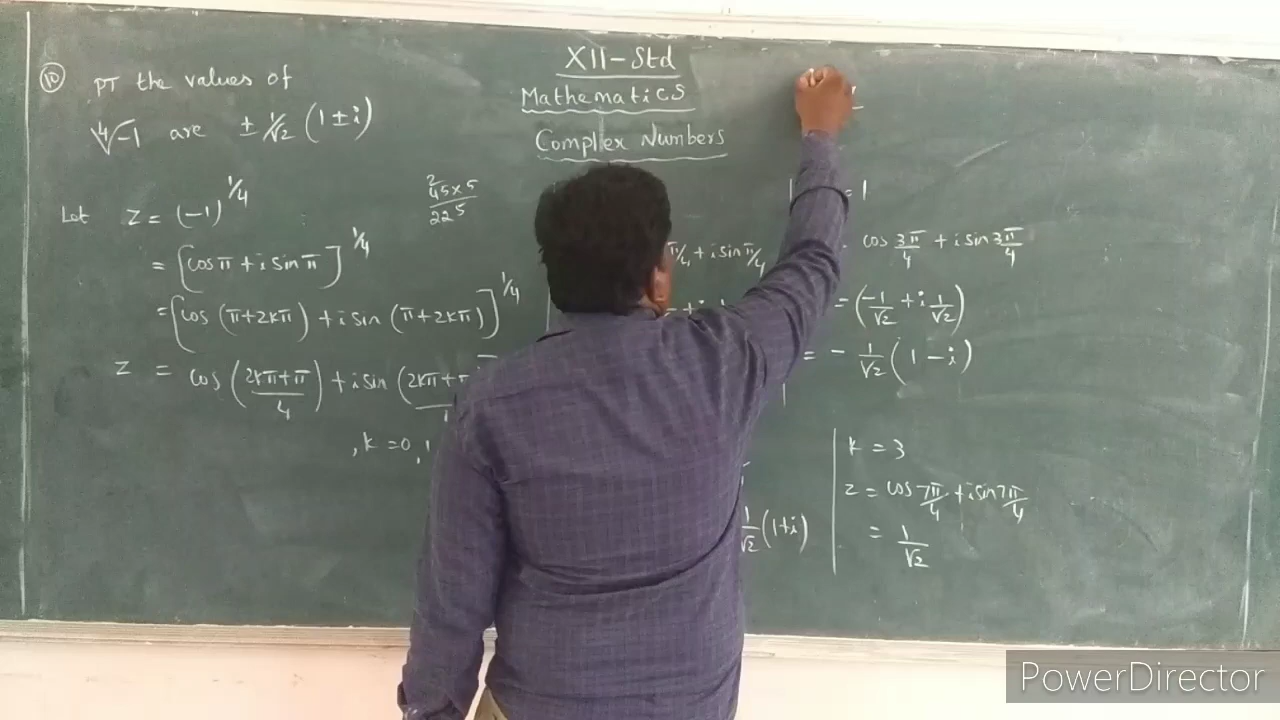 XII-Std
Mathematics
Complex Numbers
⑩ PT the values of
∜-1 are ± 1/√2 (1 ± i)
Let Z = (-1)^1/4
= [cos π + i sin π]^1/4
= [cos (π+2kπ) + i sin (π+2kπ)]^1/4
Z = cos (2kπ+π)/4 + i sin (2kπ+π
, k = 0, 1
2
45 × 5
225
π/4 + i sin π/4
= 1
cos 3π/4 + i sin 3π/4
= (-1/√2 + i 1/√2)
= - 1/√2 (1 - i)
1/√2 (1+i)
k = 3
z = cos 7π/4 + i sin 7π/4
= 1/√2
PowerDirector